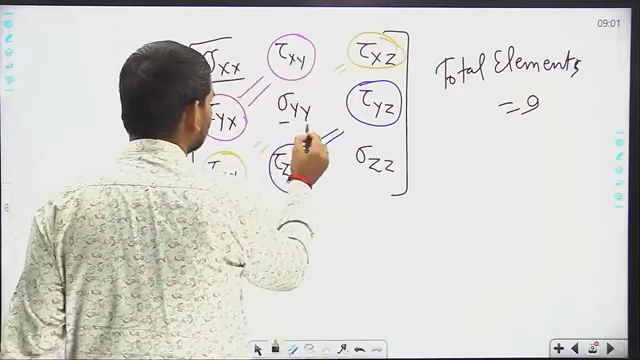 09:01
σxx τxy τxz
τyx σyy τyz
σzz
Total Elements
= 9